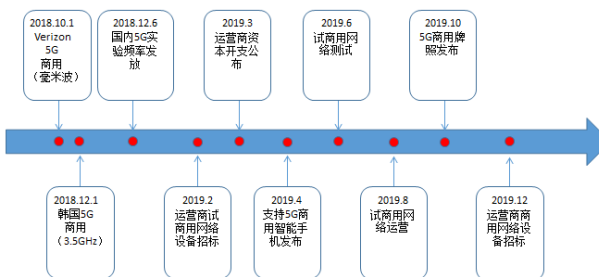 2018.10.1
Verizon
5G
商用
（毫米波）
2018.12.6
国内5G实
验频率发
放
2019.3
运营商资
本开支公
布
2019.6
试商用网
络测试
2019.10
5G商用牌
照发布
2018.12.1
韩国5G
商用
（3.5GHz）
2019.2
运营商试
商用网络
设备招标
2019.4
支持5G商
用智能手
机发布
2019.8
试商用网
络运营
2019.12
运营商商
用网络设
备招标